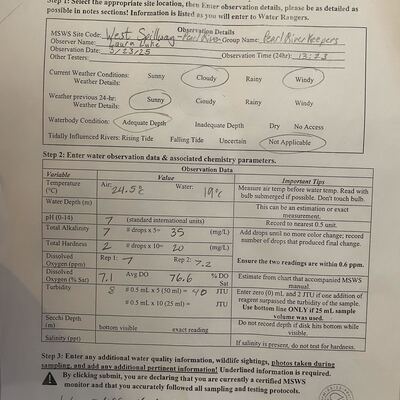 Step 1: Select the appropriate site location, then Enter observation details, please be as detailed as
possible in notes sections! Information is listed as you will enter to Water Rangers.
Observation Details
MSWS Site Code: West Spillway - Pearl River Group Name: Pearl RiverKeepers
Observer Name: Laura Duke
Observation Date: 3/23/25 Observation Time (24hr):
Other Testers:
Current Weather Conditions: Sunny Cloudy Rainy Windy
Weather Details:
Weather previous 24-hr: Sunny Cloudy Rainy Windy
Weather Details:
Waterbody Condition: Adequate Depth Inadequate Depth Dry No Access
Tidally Influenced Rivers: Rising Tide Falling Tide Uncertain Not Applicable
Step 2: Enter water observation data & associated chemistry parameters.
Observation Data
Variable Value Important Tips
Temperature (°C) Air: 24.5° Water: 19° Measure air temp before water temp. Read with bulb submerged if possible. Don't touch bulb.
Water Depth (m) This can be an estimation or exact measurement.
pH (0-14) 7 (standard international units) Record to nearest 0.5 unit.
Total Alkalinity 7 # drops x 5= 35 (mg/L) Add drops until no more color change; record number of drops that produced final change.
Total Hardness 2 # drops x 10= 20 (mg/L)
Dissolved Oxygen (ppm) Rep 1: 7 Rep 2: 7.2 Ensure the two readings are within 0.6 ppm.
Dissolved Oxygen (% Sat) 7.1 Avg DO 76.6 % DO Sat Estimate from chart that accompanied MSWS manual.
Turbidity 8 # 0.5 mL x 5 (50 ml) = 40 JTU Enter zero (0) mL and 2 JTU if one addition of reagent surpassed the turbidity of the sample.
# 0.5 mL x 10 (25 ml) = JTU Use bottom line ONLY if 25 mL sample volume was used.
Secchi Depth (m) bottom visible exact reading Do not record depth if disk hits bottom while visible.
Salinity (ppt) If salinity is present, do not test for hardness.
Step 3: Enter any additional water quality information, wildlife sightings, photos taken during
sampling, and add any additional pertinent information! Underlined information is required.
By clicking submit, you are declaring that you are currently a certified MSWS
monitor and that you accurately followed all sampling and testing protocols.